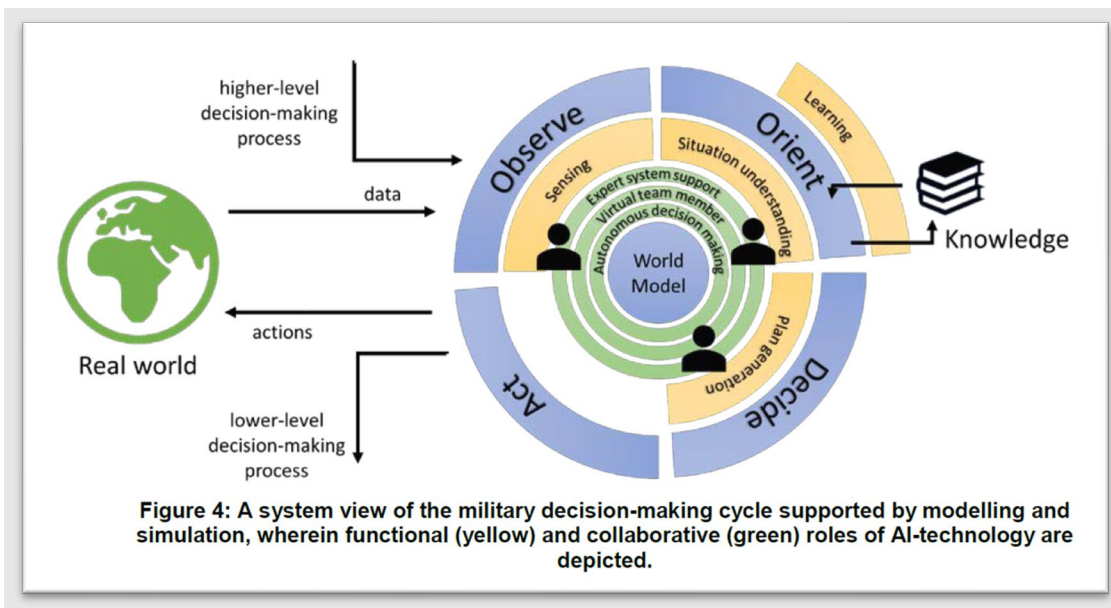 higher-level
decision-making
process
data
Real world
actions
lower-level
decision-making
process
Observe
Orient
Decide
Act
Sensing
Situation understanding
Plan generation
Learning
Expert system support
Virtual team member
Autonomous decision making
World
Model
Knowledge
Figure 4: A system view of the military decision-making cycle supported by modelling and
simulation, wherein functional (yellow) and collaborative (green) roles of AI-technology are
depicted.